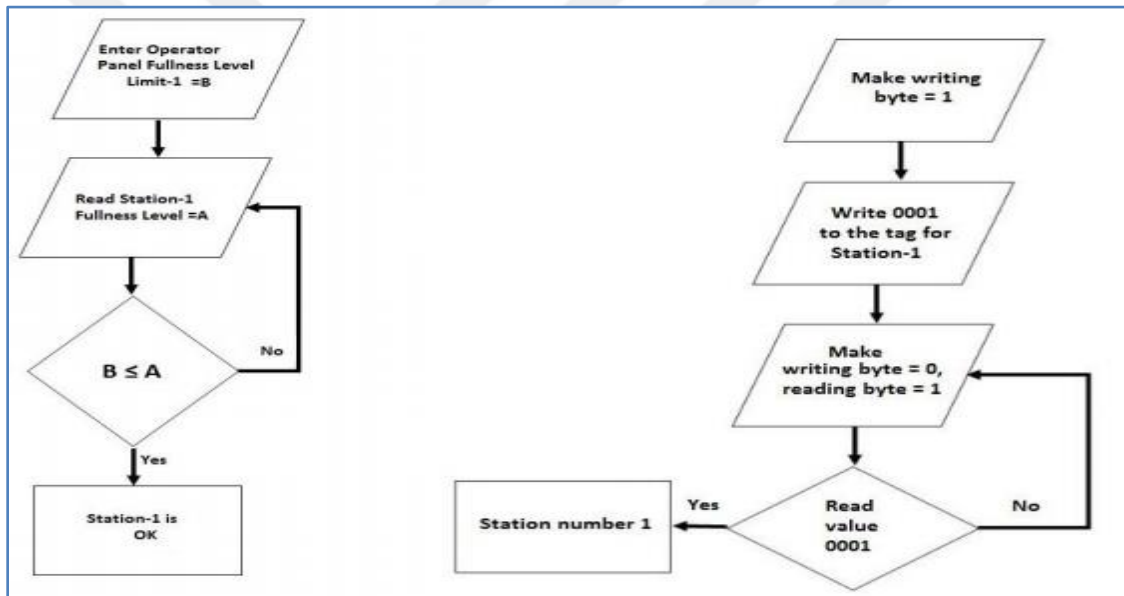 Enter Operator
Panel Fullness Level
Limit-1 =B
Read Station-1
Fullness Level =A
B ≤ A
No
Yes
Station-1 is
OK
Make writing
byte = 1
Write 0001
to the tag for
Station-1
Make
writing byte = 0,
reading byte = 1
Read
value
0001
No
Yes
Station number 1